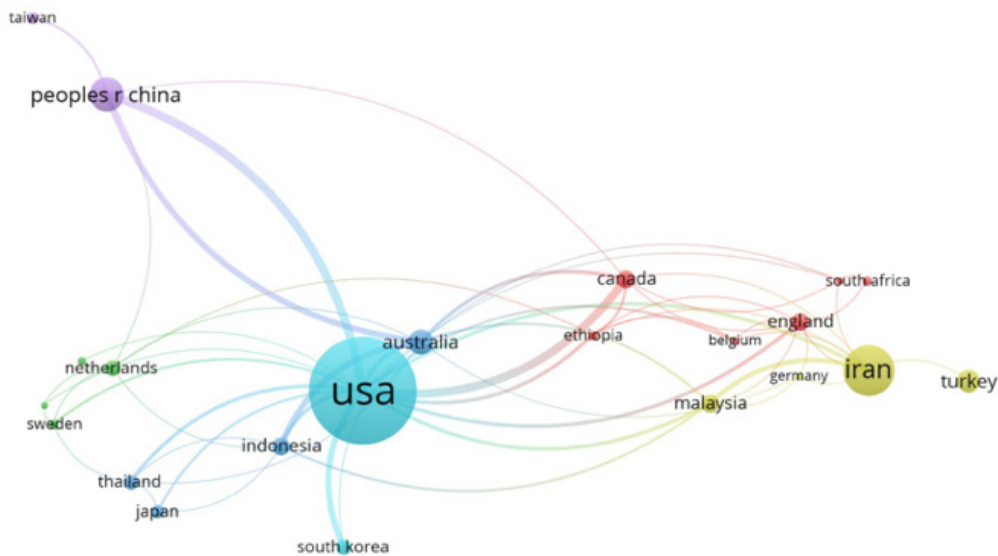 taiwan
peoples r china
canada
south africa
england
ethiopia
australia
belgium
netherlands
iran
germany
turkey
usa
malaysia
sweden
indonesia
thailand
japan
south korea